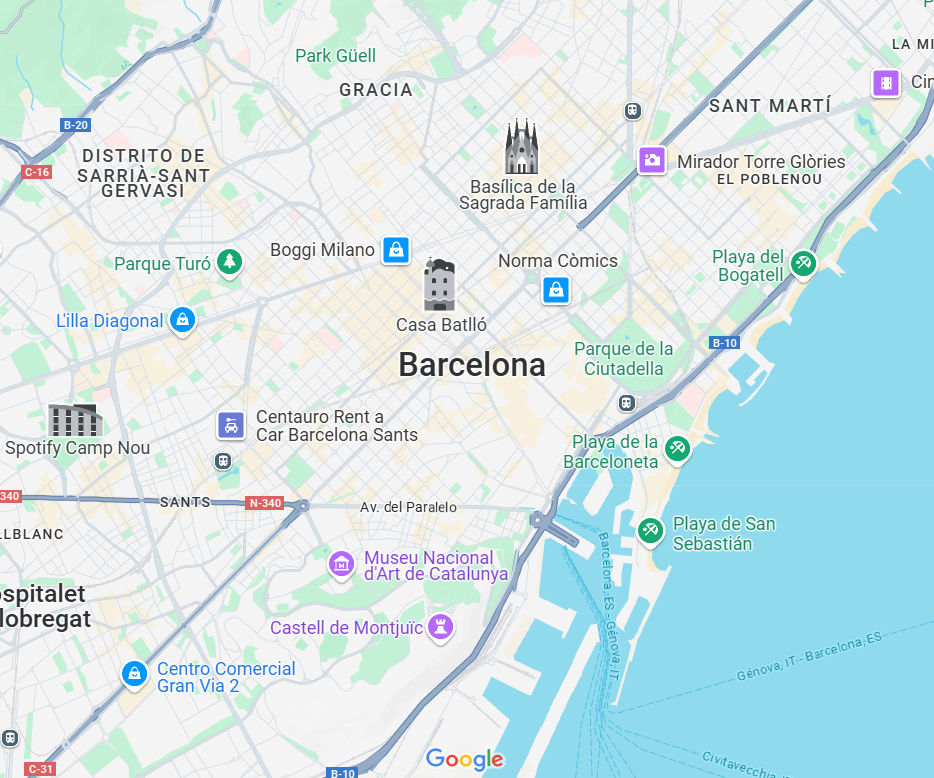 Park Güell
GRACIA
LA MI
Cin
SANT MARTÍ
B-20
DISTRITO DE
SARRIÀ-SANT
GERVASI
C-16
Mirador Torre Glòries
EL POBLENOU
Basílica de la
Sagrada Família
Boggi Milano
Norma Còmics
Parque Turó
Playa del
Bogatell
L'illa Diagonal
Casa Batlló
B-10
Barcelona
Parque de la
Ciutadella
Centauro Rent a
Car Barcelona Sants
Spotify Camp Nou
Playa de la
Barceloneta
340
SANTS
N-340
Av. del Paralelo
Playa de San
Sebastián
LLBLANC
Museu Nacional
d'Art de Catalunya
Barcelona, ES - Génova, IT
ospitalet
lobregat
Castell de Montjuïc
Génova, IT - Barcelona, ES
Centro Comercial
Gran Via 2
Google
Civitavecchia, I
C-31
B-10